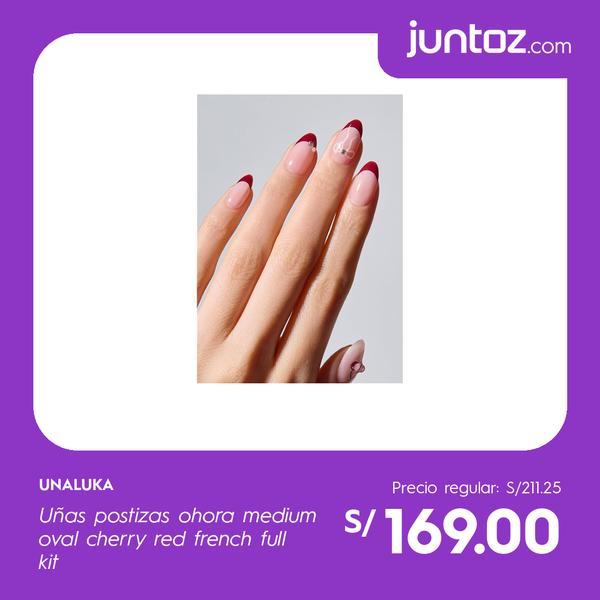 juntoz.com
UNALUKA
Uñas postizas ohora medium
oval cherry red french full
kit
Precio regular: S/211.25
S/169.00